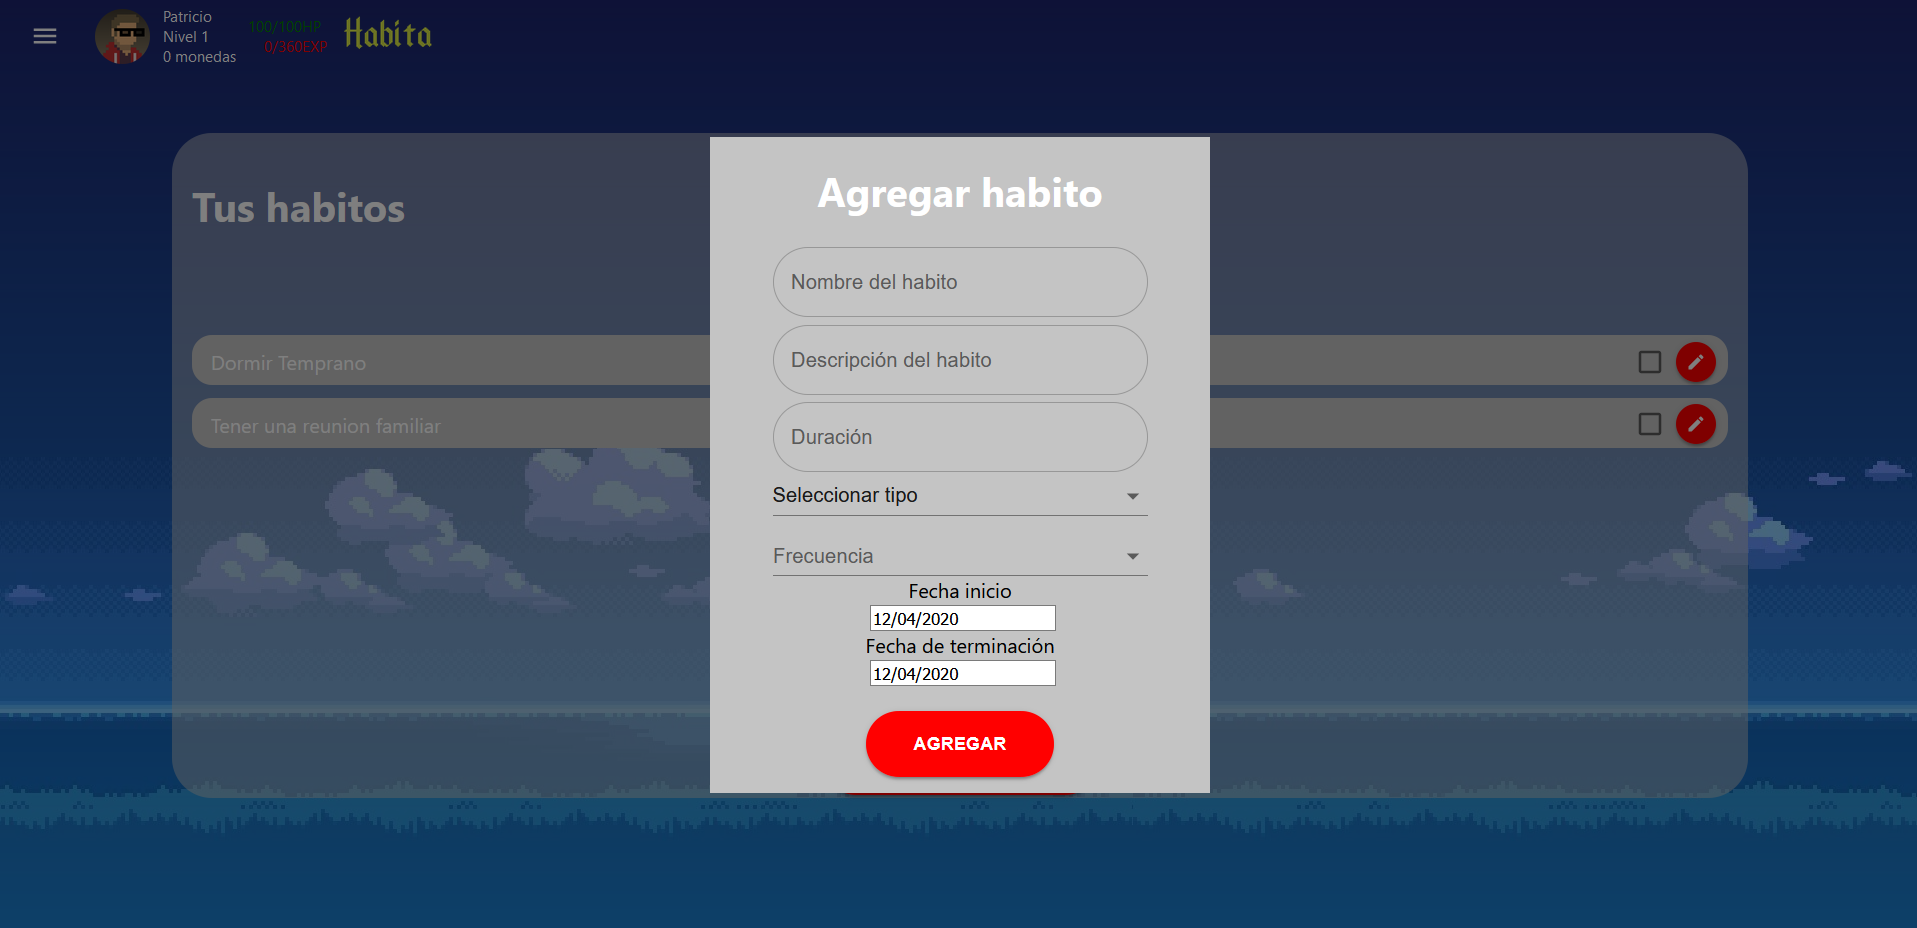 Patricio
Nivel 1
0 monedas
100/100HP
0/360EXP
Habita
Tus habitos
Dormir Temprano
Tener una reunion familiar
Agregar habito
Nombre del habito
Descripción del habito
Duración
Seleccionar tipo
Frecuencia
Fecha inicio
12/04/2020
Fecha de terminación
12/04/2020
AGREGAR